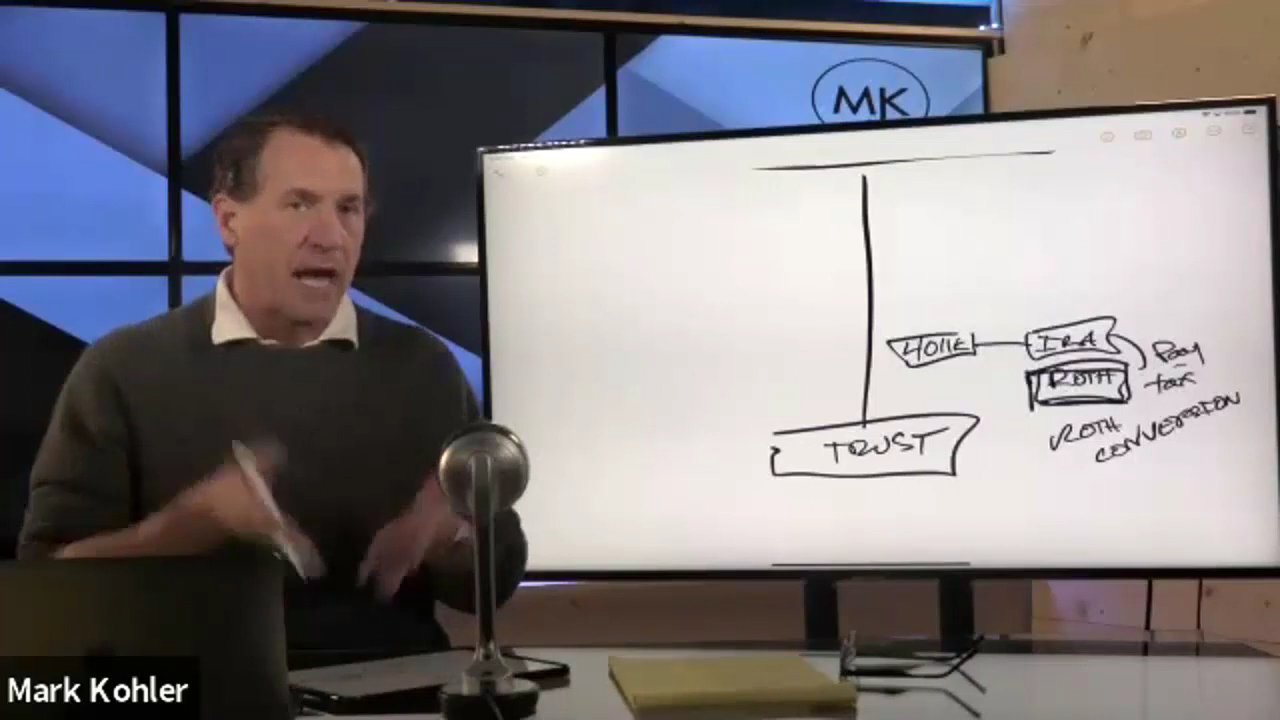 MK
HOME
IRA
Pay
tax
ROTH
ROTH
CONVERSION
TRUST
Mark Kohler